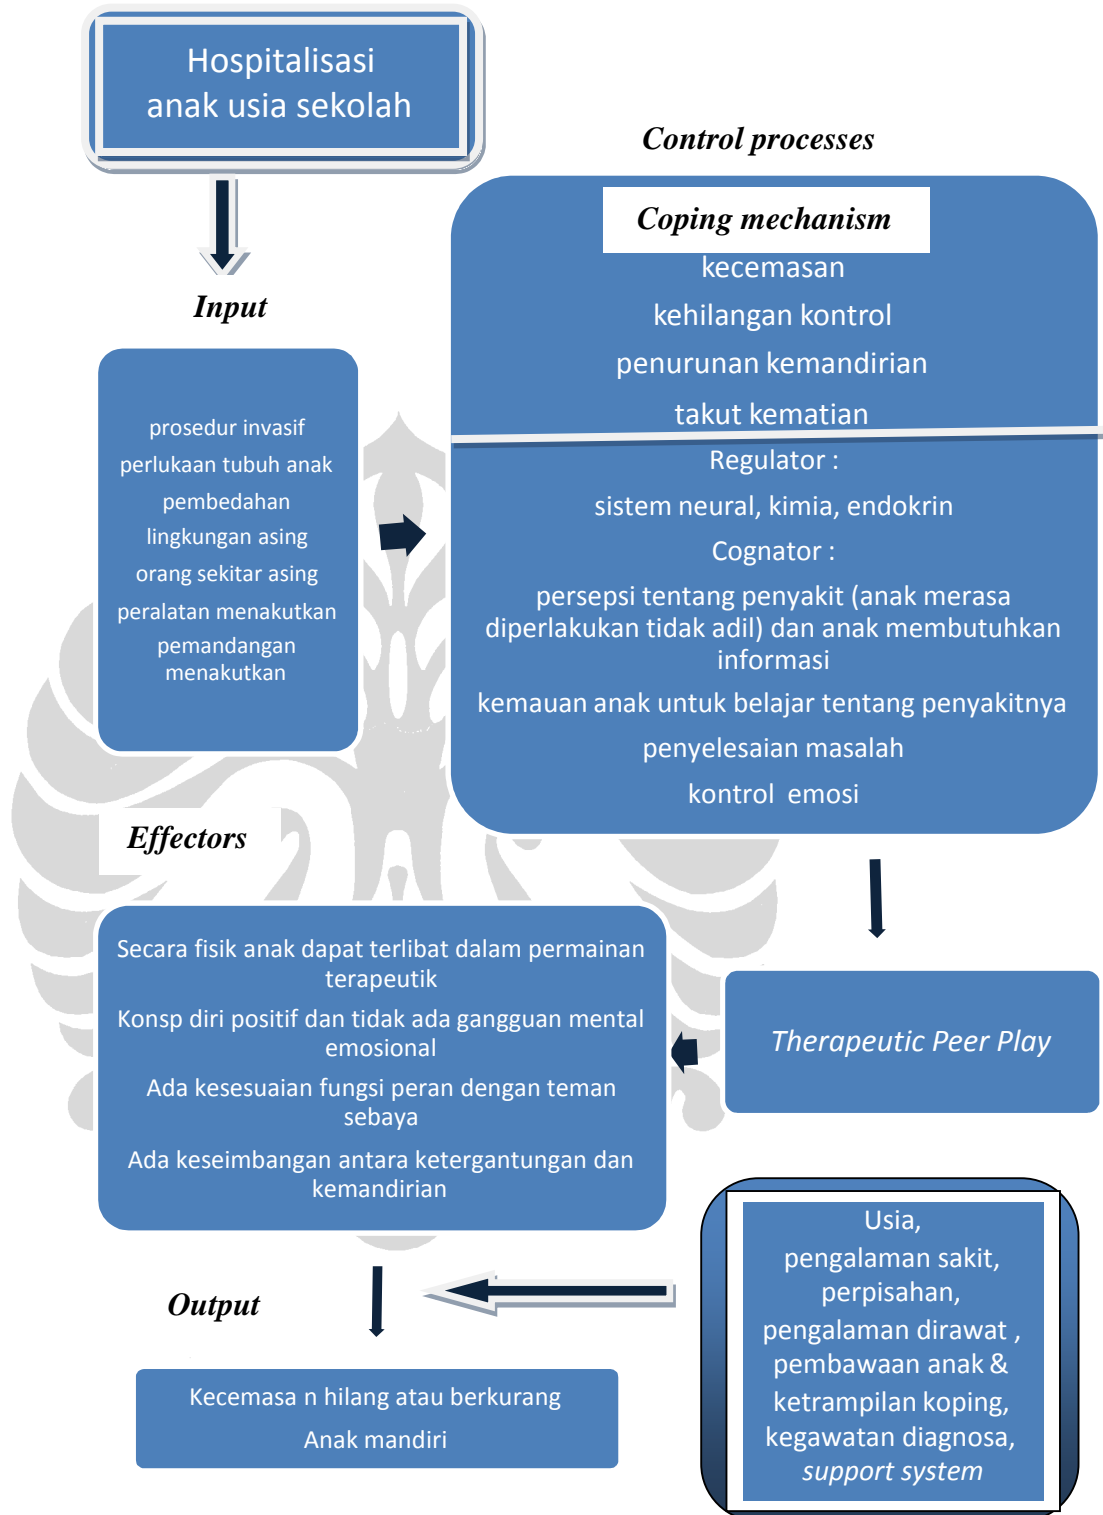 Hospitalisasi
anak usia sekolah
Control processes
Coping mechanism
kecemasan
kehilangan kontrol
penurunan kemandirian
takut kematian
Regulator :
sistem neural, kimia, endokrin
Cognator :
persepsi tentang penyakit (anak merasa
diperlakukan tidak adil) dan anak membutuhkan
informasi
kemauan anak untuk belajar tentang penyakitnya
penyelesaian masalah
kontrol emosi
Input
prosedur invasif
perlukaan tubuh anak
pembedahan
lingkungan asing
orang sekitar asing
peralatan menakutkan
pemandangan
menakutkan
Effectors
Secara fisik anak dapat terlibat dalam permainan
terapeutik
Konsp diri positif dan tidak ada gangguan mental
emosional
Ada kesesuaian fungsi peran dengan teman
sebaya
Ada keseimbangan antara ketergantungan dan
kemandirian
Therapeutic Peer Play
Usia,
pengalaman sakit,
perpisahan,
pengalaman dirawat ,
pembawaan anak &
ketrampilan koping,
kegawatan diagnosa,
support system
Output
Kecemasa n hilang atau berkurang
Anak mandiri